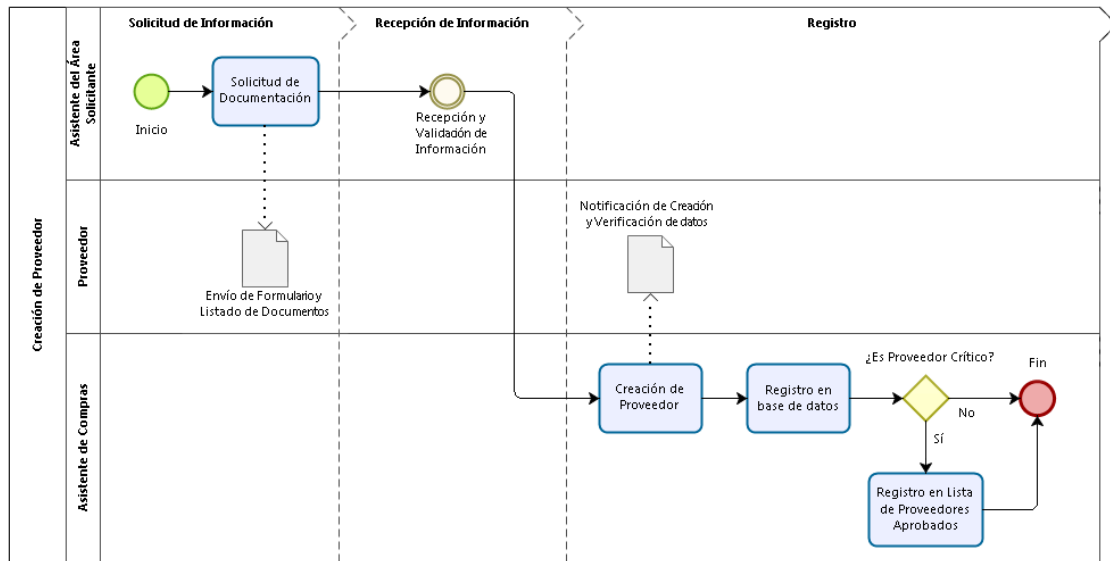 Solicitud de Información
Recepción de Información
Registro
Creación de Proveedor
Asistente del Área
Solicitante
Inicio
Solicitud de
Documentación
Recepción y
Validación de
Información
Proveedor
Envío de Formulario y
Listado de Documentos
Notificación de Creación
y Verificación de datos
Asistente de Compras
Creación de
Proveedor
Registro en
base de datos
¿Es Proveedor Crítico?
Fin
No
Sí
Registro en Lista
de Proveedores
Aprobados